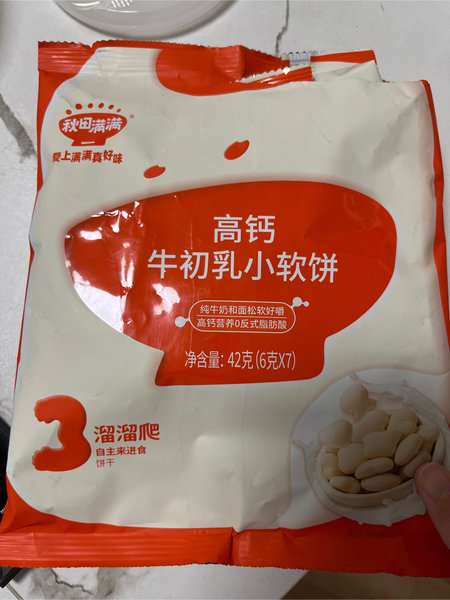 秋田满满
爱上满满真好味
高钙
牛初乳小软饼
纯牛奶和面松软好嚼
高钙营养0反式脂肪酸
净含量：42克(6克X7)
3
溜溜爬
自主来进食
饼干